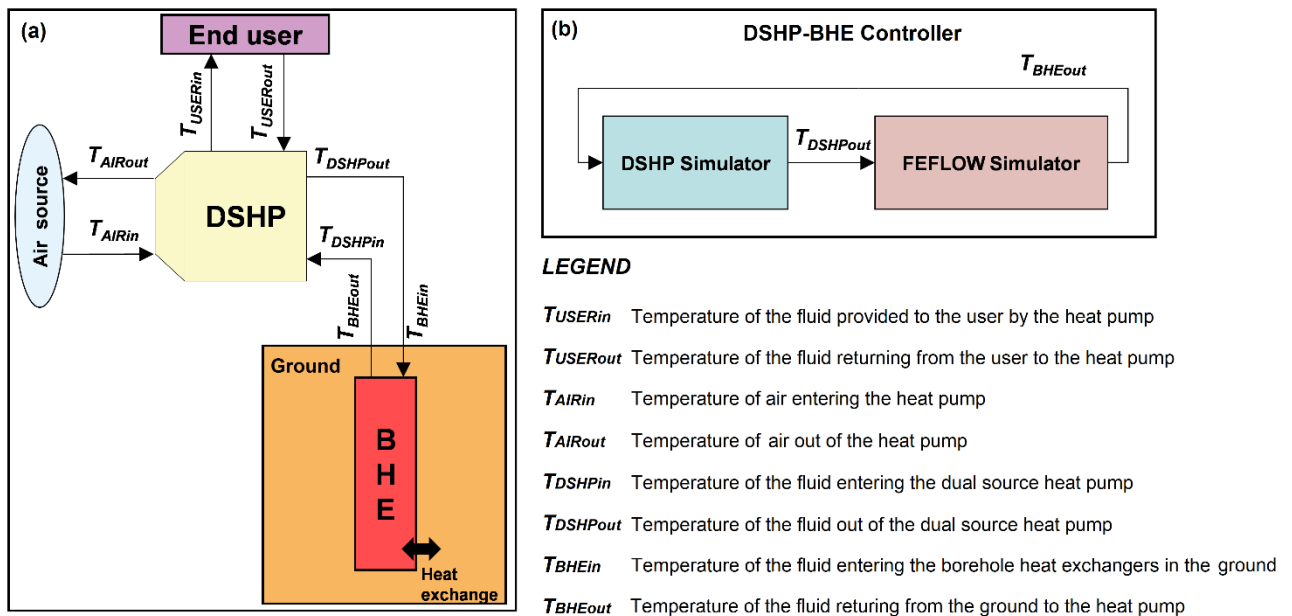 (a)
End user
T_USERin
T_USERout
T_AIRout
T_DSHPout
Air source
DSHP
T_AIRin
T_DSHPin
T_BHEout
T_BHEin
Ground
B
H
E
Heat
exchange
(b)
DSHP-BHE Controller
T_BHEout
DSHP Simulator
T_DSHPout
FEFLOW Simulator
LEGEND
T_USERin Temperature of the fluid provided to the user by the heat pump
T_USERout Temperature of the fluid returning from the user to the heat pump
T_AIRin Temperature of air entering the heat pump
T_AIRout Temperature of air out of the heat pump
T_DSHPin Temperature of the fluid entering the dual source heat pump
T_DSHPout Temperature of the fluid out of the dual source heat pump
T_BHEin Temperature of the fluid entering the borehole heat exchangers in the ground
T_BHEout Temperature of the fluid returing from the ground to the heat pump